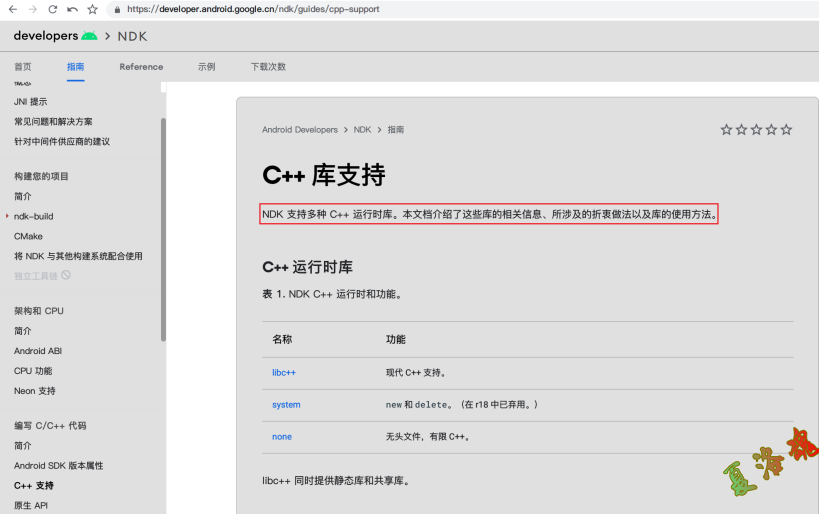 https://developer.android.google.cn/ndk/guides/cpp-support
developers > NDK
首页 指南 Reference 示例 下载次数
概念
JNI 提示
常见问题和解决方案
针对中间件供应商的建议
构建您的项目
简介
ndk-build
CMake
将 NDK 与其他构建系统配合使用
独立工具链
架构和 CPU
简介
Android ABI
CPU 功能
Neon 支持
编写 C/C++ 代码
简介
Android SDK 版本属性
C++ 支持
原生 API
Android Developers > NDK > 指南
C++ 库支持
NDK 支持多种 C++ 运行时库。本文档介绍了这些库的相关信息、所涉及的折衷做法以及库的使用方法。
C++ 运行时库
表 1. NDK C++ 运行时和功能。
名称 功能
libc++ 现代 C++ 支持。
system new 和 delete。（在 r18 中已弃用。）
none 无头文件，有限 C++。
libc++ 同时提供静态库和共享库。